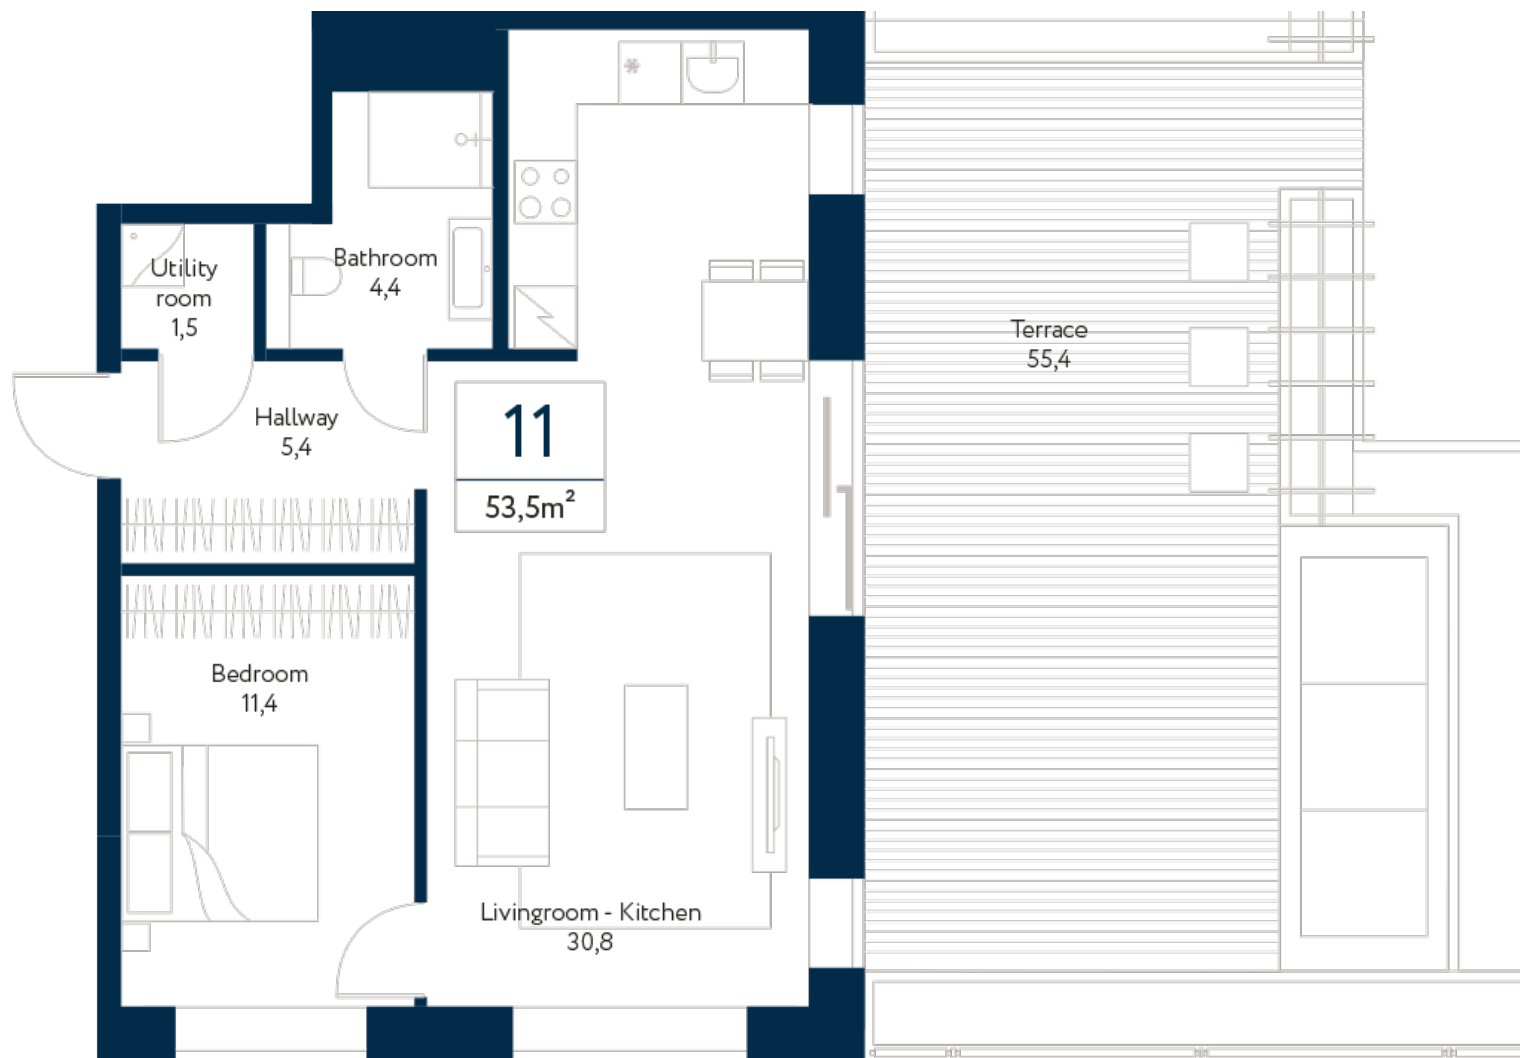 Utility
room
1,5
Bathroom
4,4
Terrace
55,4
Hallway
5,4
11
53,5m²
Bedroom
11,4
Livingroom - Kitchen
30,8